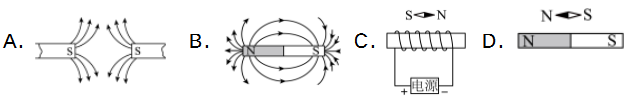 A. S S
B. N S
C. S N
+ 电源 −
D. N S
N S